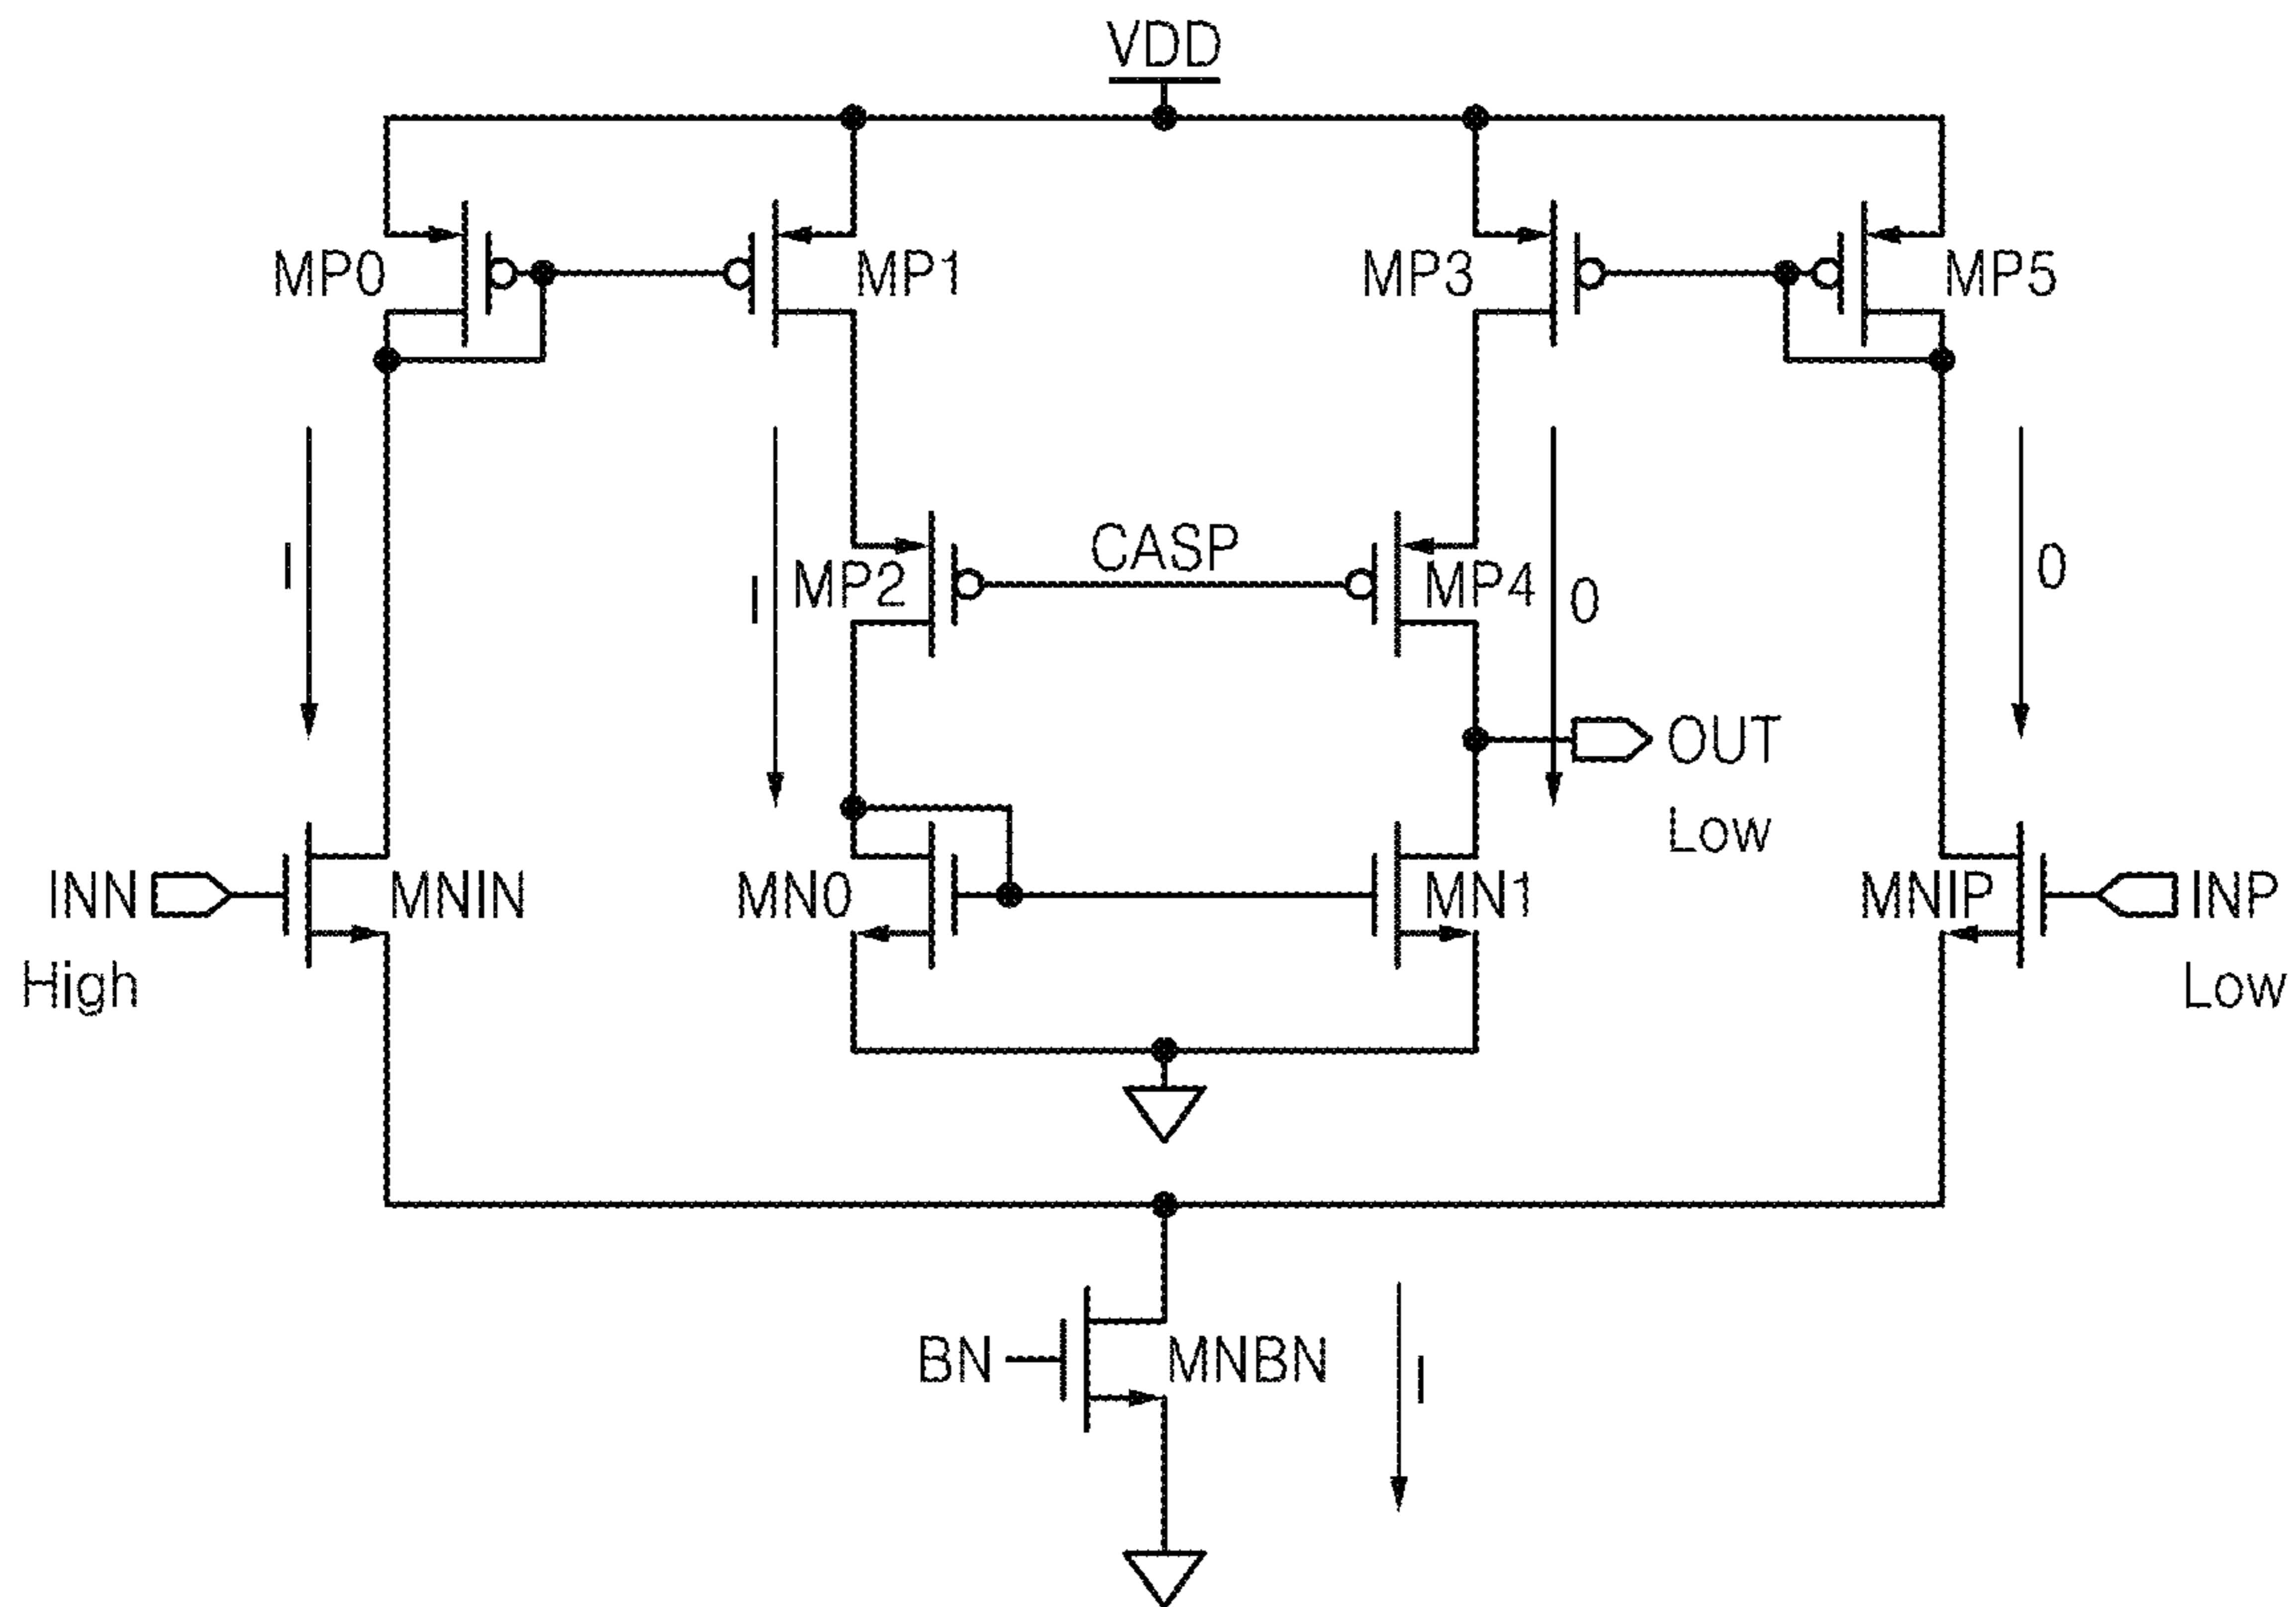 VDD
MP0
MP1
MP3
MP5
I
I
MP2
CASP
MP4
0
0
OUT
Low
INN
High
MNIN
MN0
MN1
MNIP
INP
Low
BN
MNBN
I